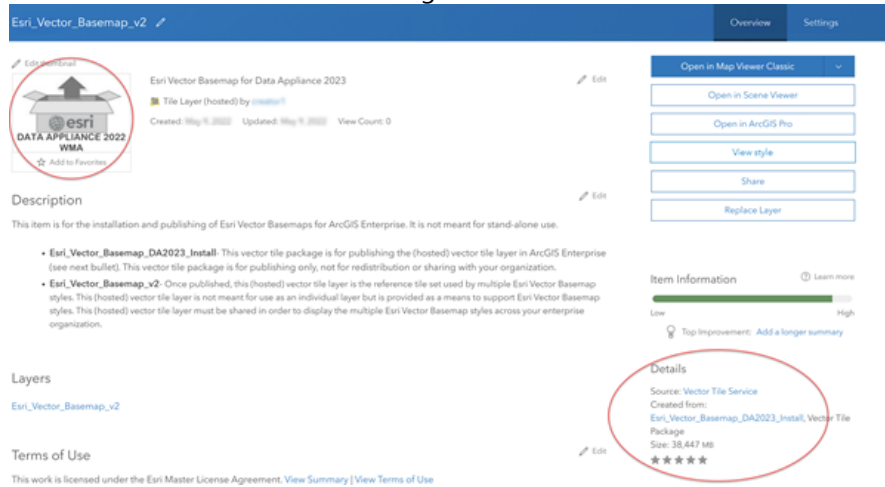 Esri_Vector_Basemap_v2
Overview
Settings
Edit thumbnail
esri
DATA APPLIANCE 2022
WMA
Add to Favorites
Esri Vector Basemap for Data Appliance 2023
Edit
Tile Layer (hosted) by
Created: Updated: View Count: 0
Open in Map Viewer Classic
Open in Scene Viewer
Open in ArcGIS Pro
View style
Share
Replace Layer
Description
Edit
This item is for the installation and publishing of Esri Vector Basemaps for ArcGIS Enterprise. It is not meant for stand-alone use.
• Esri_Vector_Basemap_DA2023_Install- This vector tile package is for publishing the (hosted) vector tile layer in ArcGIS Enterprise
(see next bullet). This vector tile package is for publishing only, not for redistribution or sharing with your organization.
• Esri_Vector_Basemap_v2- Once published, this (hosted) vector tile layer is the reference tile set used by multiple Esri Vector Basemap
styles. This (hosted) vector tile layer is not meant for use as an individual layer but is provided as a means to support Esri Vector Basemap
styles. This (hosted) vector tile layer must be shared in order to display the multiple Esri Vector Basemap styles across your enterprise
organization.
Item Information
Learn more
Low
High
Top Improvement: Add a longer summary
Layers
Esri_Vector_Basemap_v2
Details
Source: Vector Tile Service
Created from:
Esri_Vector_Basemap_DA2023_Install, Vector Tile
Package
Size: 38,447 MB
Terms of Use
Edit
This work is licensed under the Esri Master License Agreement. View Summary | View Terms of Use